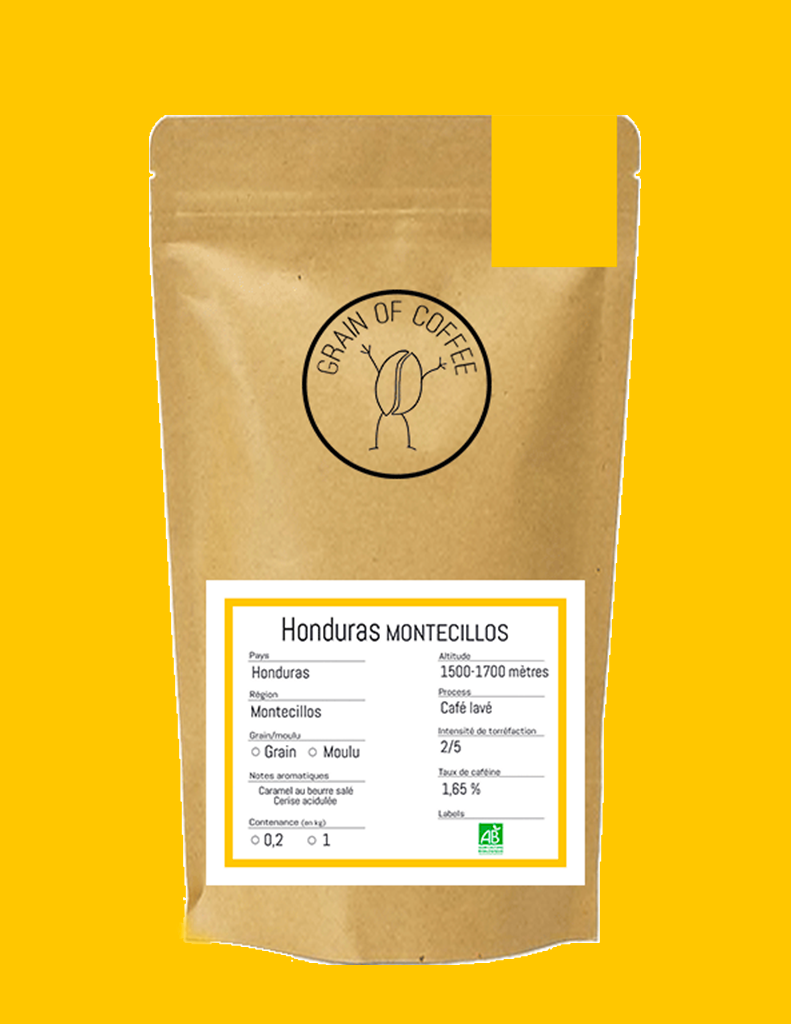 GRAIN OF COFFEE
Honduras MONTECILLOS
Pays
Honduras
Région
Montecillos
Grain/moulu
Grain Moulu
Notes aromatiques
Caramel au beurre salé
Cerise acidulée
Contenance (en kg)
0,2 1
Altitude
1500-1700 mètres
Process
Café lavé
Intensité de torréfaction
2/5
Taux de caféine
1,65 %
Labels
AB
AGRICULTURE
BIOLOGIQUE